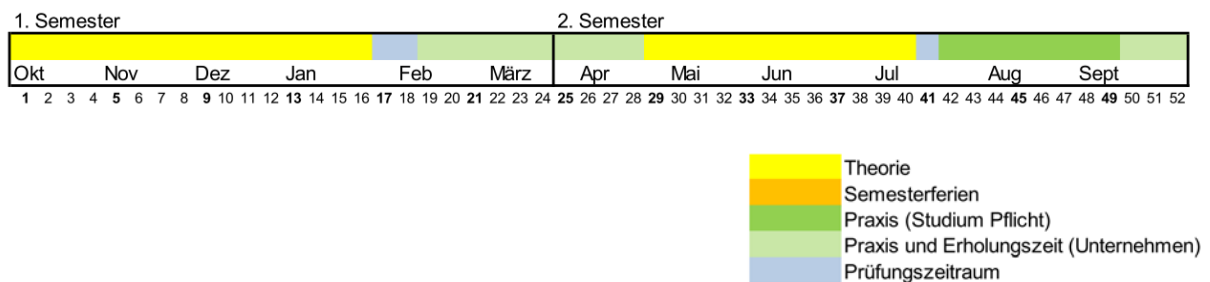 1. Semester 2. Semester
Okt Nov Dez Jan Feb März Apr Mai Jun Jul Aug Sept
1 2 3 4 5 6 7 8 9 10 11 12 13 14 15 16 17 18 19 20 21 22 23 24 25 26 27 28 29 30 31 32 33 34 35 36 37 38 39 40 41 42 43 44 45 46 47 48 49 50 51 52
Theorie
Semesterferien
Praxis (Studium Pflicht)
Praxis und Erholungszeit (Unternehmen)
Prüfungszeitraum